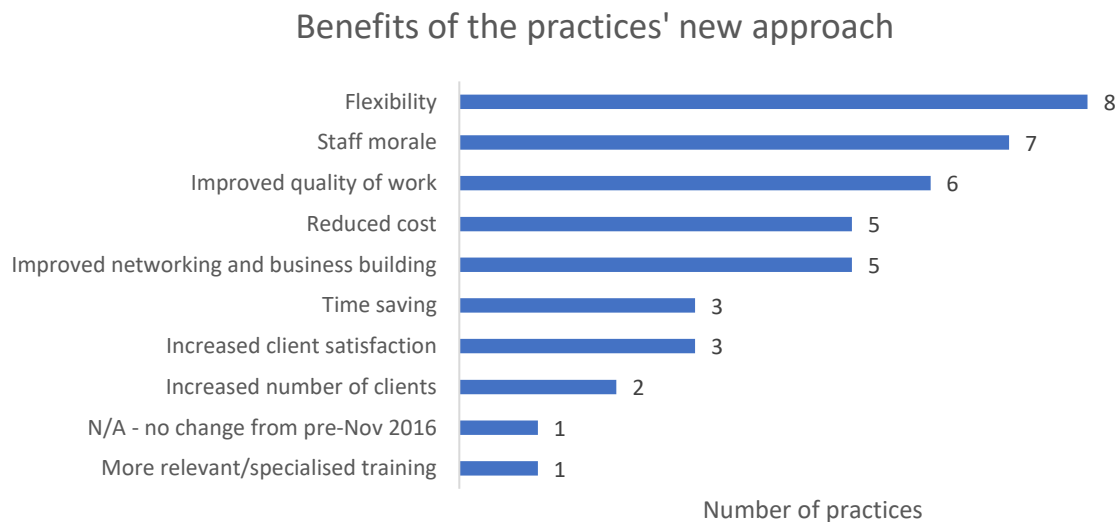 Benefits of the practices' new approach
Flexibility 8
Staff morale 7
Improved quality of work 6
Reduced cost 5
Improved networking and business building 5
Time saving 3
Increased client satisfaction 3
Increased number of clients 2
N/A - no change from pre-Nov 2016 1
More relevant/specialised training 1
Number of practices